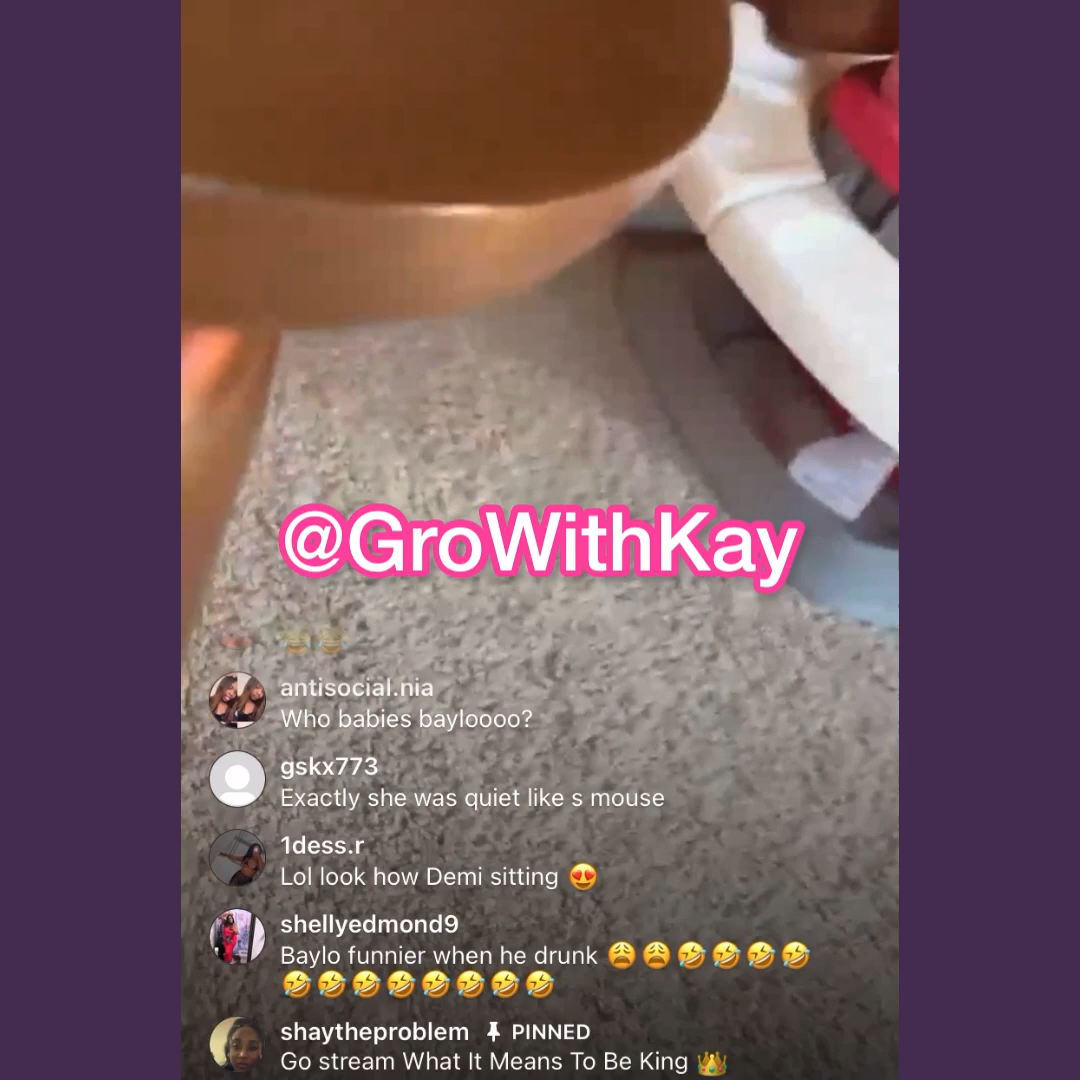 @GroWithKay
😂😂
antisocial.nia
Who babies bayloooo?
gskx773
Exactly she was quiet like s mouse
1dess.r
Lol look how Demi sitting 😍
shellyedmond9
Baylo funnier when he drunk 😩😩🤣🤣🤣🤣
🤣🤣🤣🤣🤣🤣🤣🤣
shaytheproblem 📌 PINNED
Go stream What It Means To Be King 👑